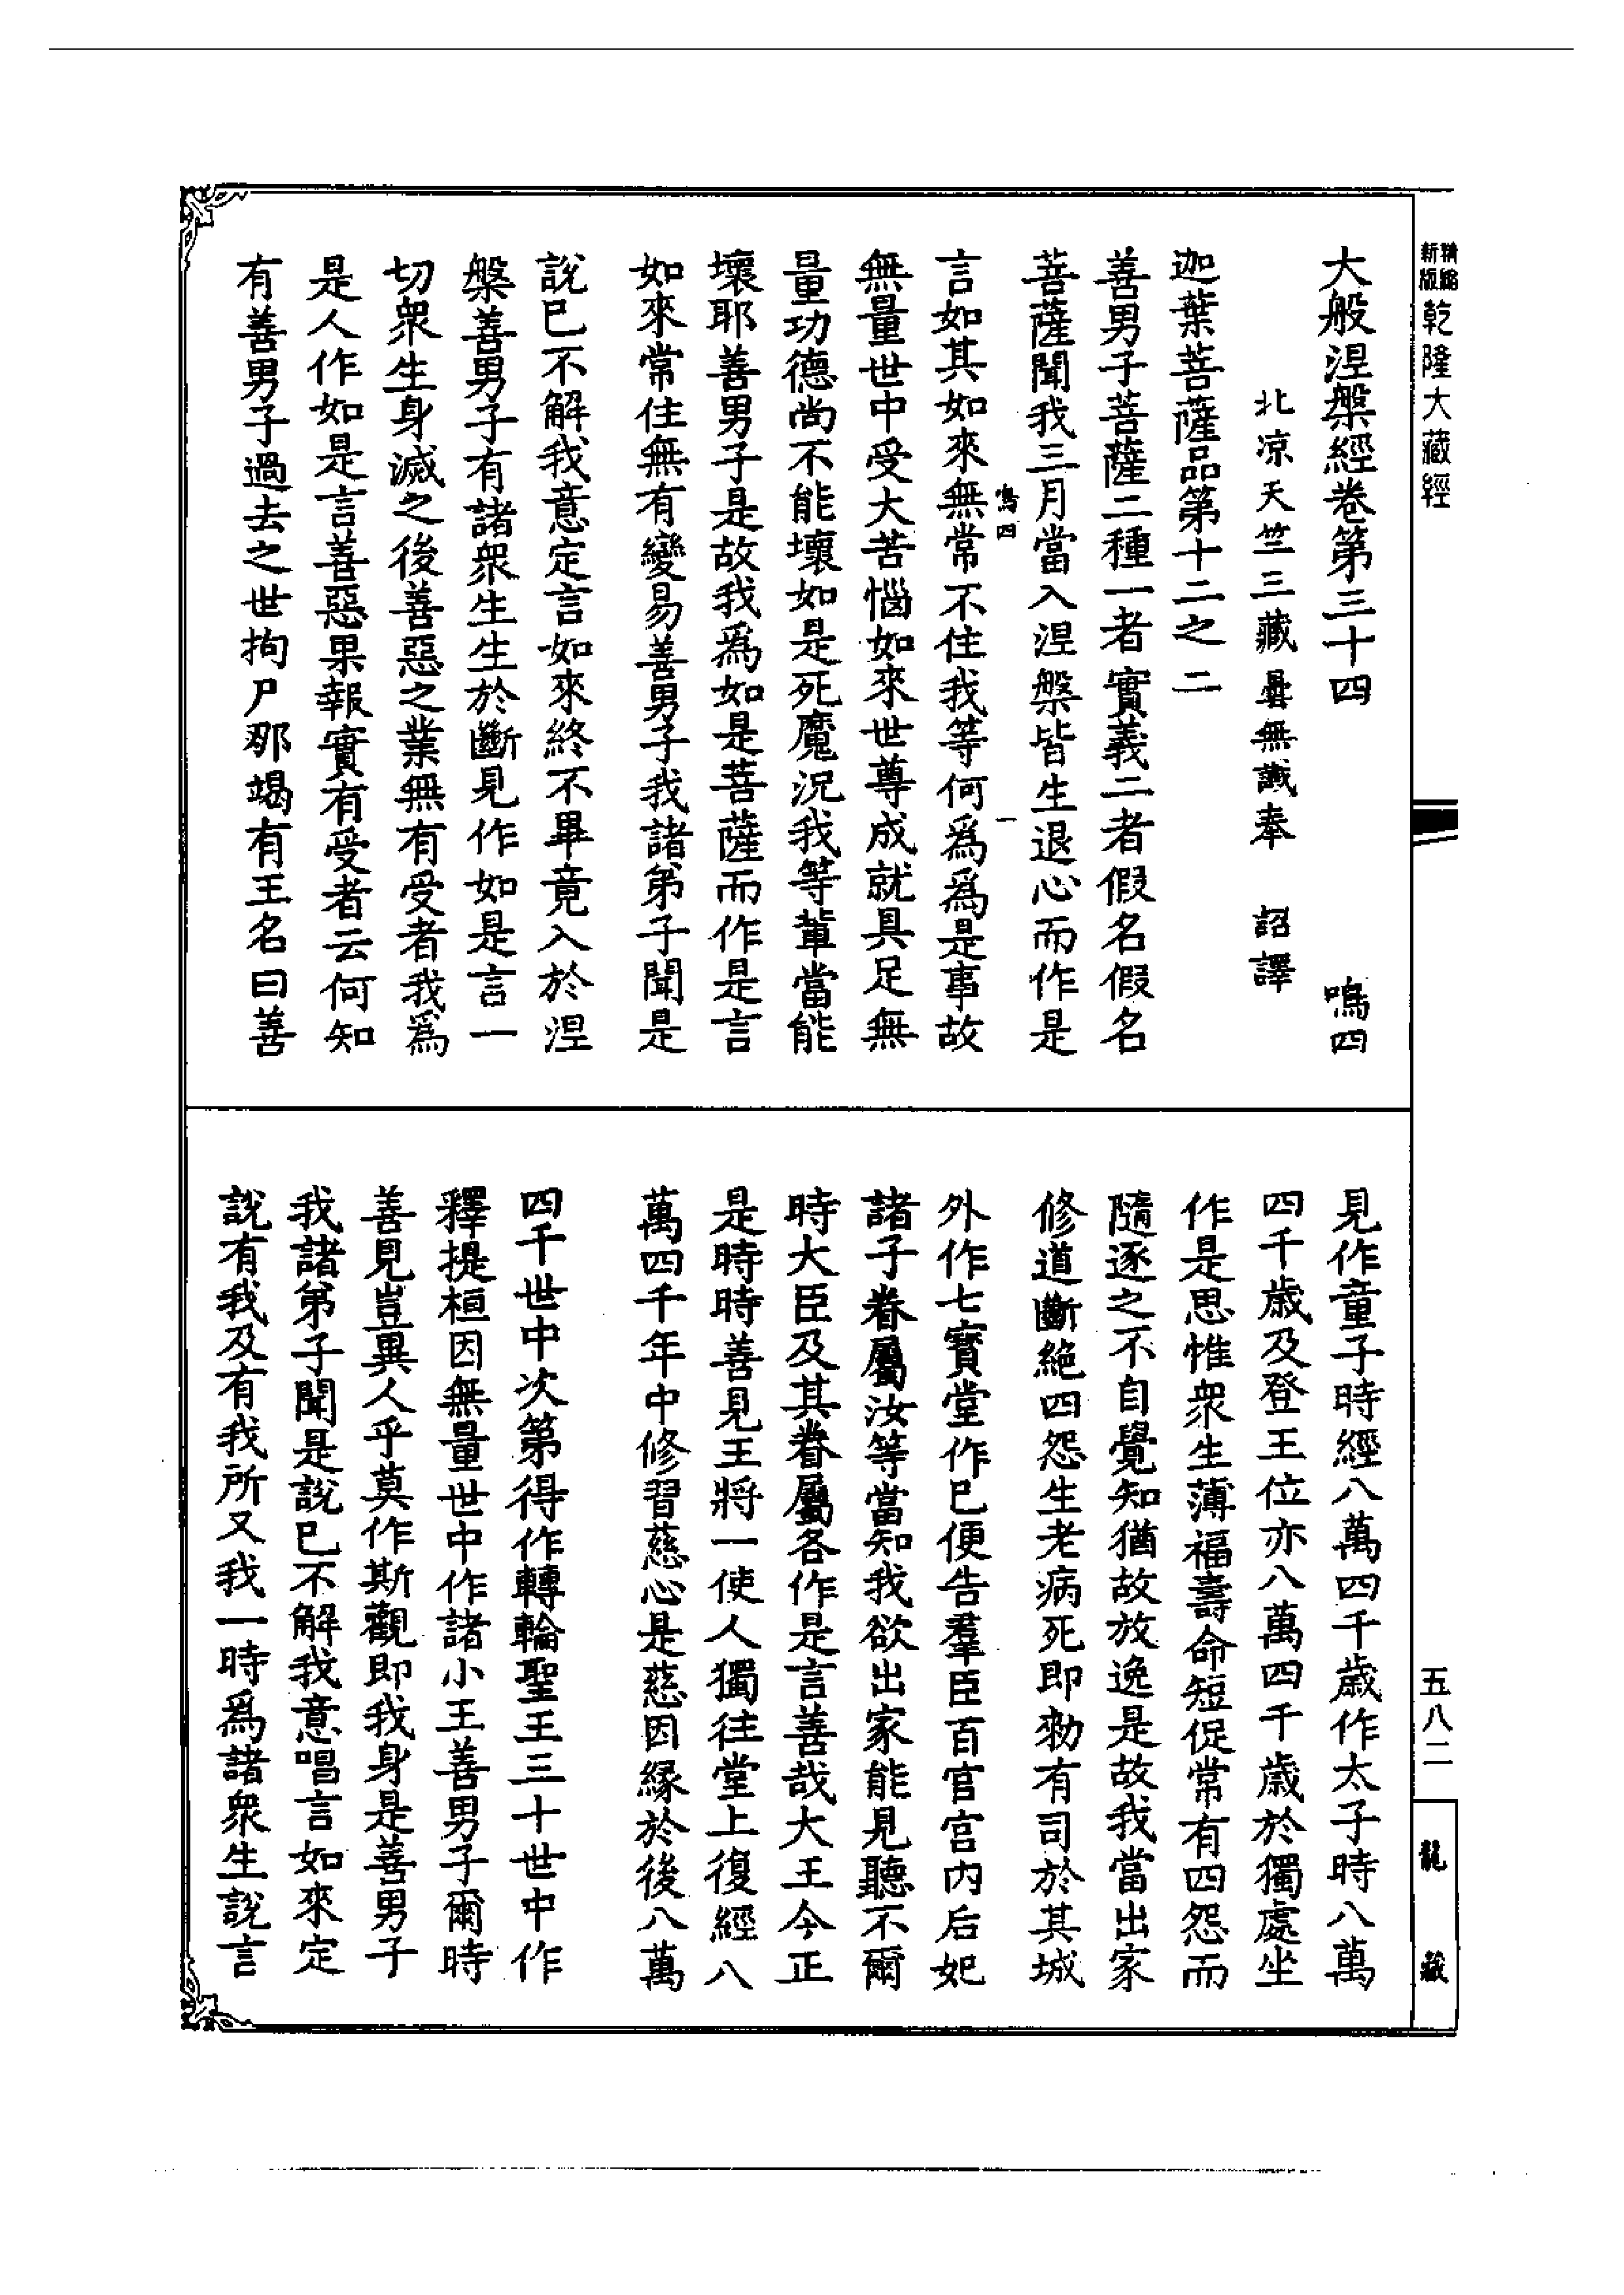 精縮
新版
乾隆大藏經
五八二
龍藏
大般涅槃經卷第三十四 鳴四
北凉天竺三藏曇無讖奉 詔譯
迦葉菩薩品第十二之二
善男子菩薩二種一者實義二者假名假名
菩薩聞我三月當入涅槃皆生退心而作是
鳴四 一
言如其如來無常不住我等何爲爲是事故
無量世中受大苦惱如來世尊成就具足無
量功德尚不能壞如是死魔況我等輩當能
壞耶善男子是故我爲如是菩薩而作是言
如來常住無有變易善男子我諸弟子聞是
說已不解我意定言如來終不畢竟入於涅
槃善男子有諸衆生生於斷見作如是言一
切衆生身滅之後善惡之業無有受者我爲
是人作如是言善惡果報實有受者云何知
有善男子過去之世拘尸那竭有王名曰善
見作童子時經八萬四千歲作太子時八萬
四千歲及登王位亦八萬四千歲於獨處坐
作是思惟衆生薄福壽命短促常有四怨而
隨逐之不自覺知猶故放逸是故我當出家
修道斷絕四怨生老病死即勑有司於其城
外作七寳堂作已便告羣臣百官宫内后妃
諸子眷屬汝等當知我欲出家能見聽不爾
時大臣及其眷屬各作是言善哉大王今正
是時時善見王將一使人獨往堂上復經八
萬四千年中修習慈心是慈因緣於後八萬
四千世中次第得作轉輪聖王三十世中作
釋提桓因無量世中作諸小王善男子爾時
善見豈異人乎莫作斯觀即我身是善男子
我諸弟子聞是說已不解我意唱言如來定
說有我及有我所又我一時爲諸衆生說言